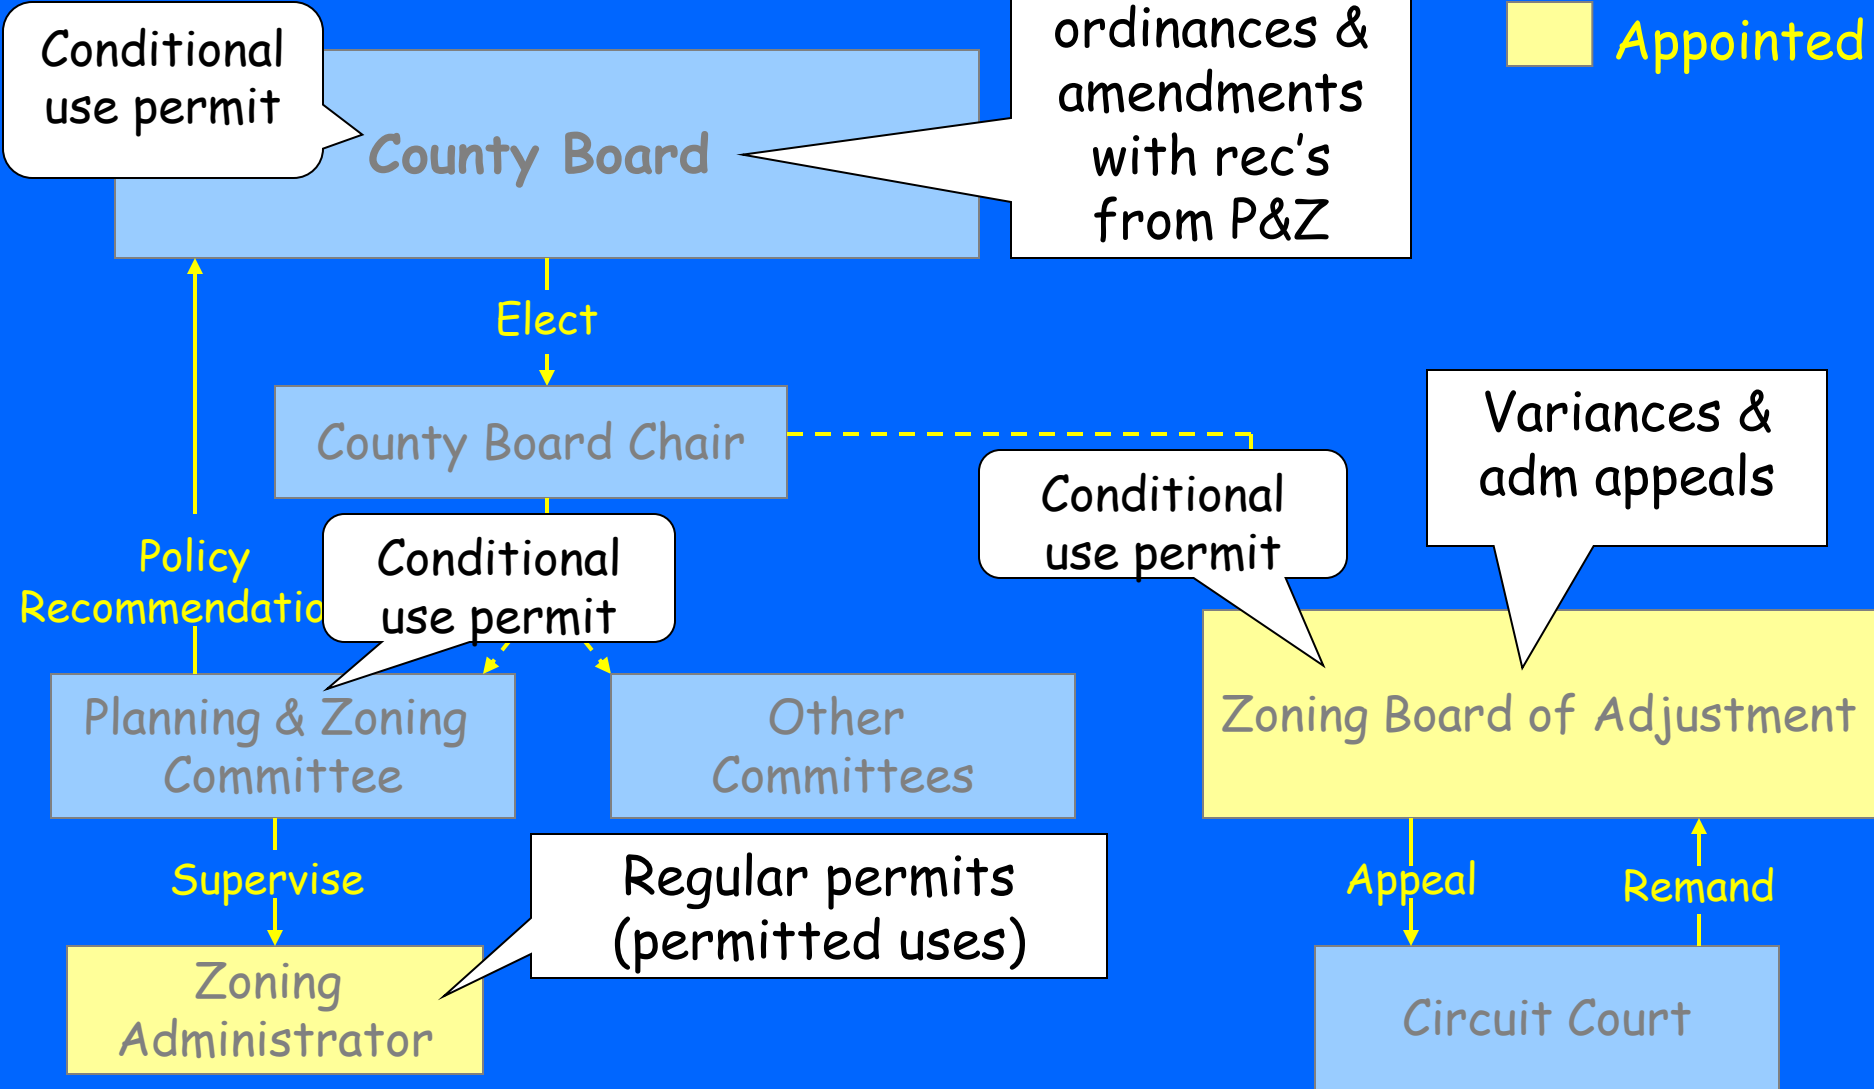 Conditional
use permit
County Board
ordinances &
amendments
with rec's
from P&Z
Appointed
Elect
County Board Chair
Variances &
adm appeals
Conditional
use permit
Policy
Recommendatio
Conditional
use permit
Planning & Zoning
Committee
Other
Committees
Zoning Board of Adjustment
Supervise
Regular permits
(permitted uses)
Appeal
Remand
Zoning
Administrator
Circuit Court